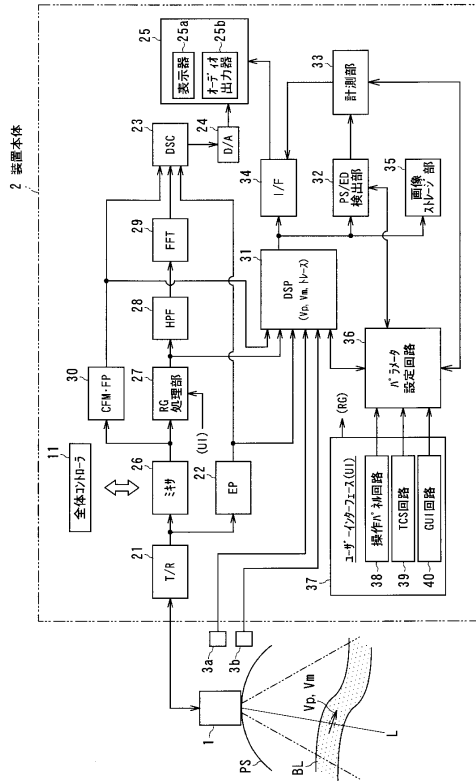 2 装置本体
11
全体コントローラ
25
25a
表示器
25b
オーディオ
出力器
23
DSC
24
D/A
30
CFM・FP
26
ミキサ
27
RG
処理部
28
HPF
29
FFT
(UI)
21
T/R
22
EP
31
DSP
(Vp, Vm, トレース)
34
I/F
32
PS/ED
検出部
33
計測部
35
画像
ストレージ部
36
パラメータ
設定回路
(RG)
37
ユーザーインターフェース(UI)
38
操作パネル回路
39
TCS回路
40
GUI回路
3a
3b
1
PS
BL
Vp, Vm
L